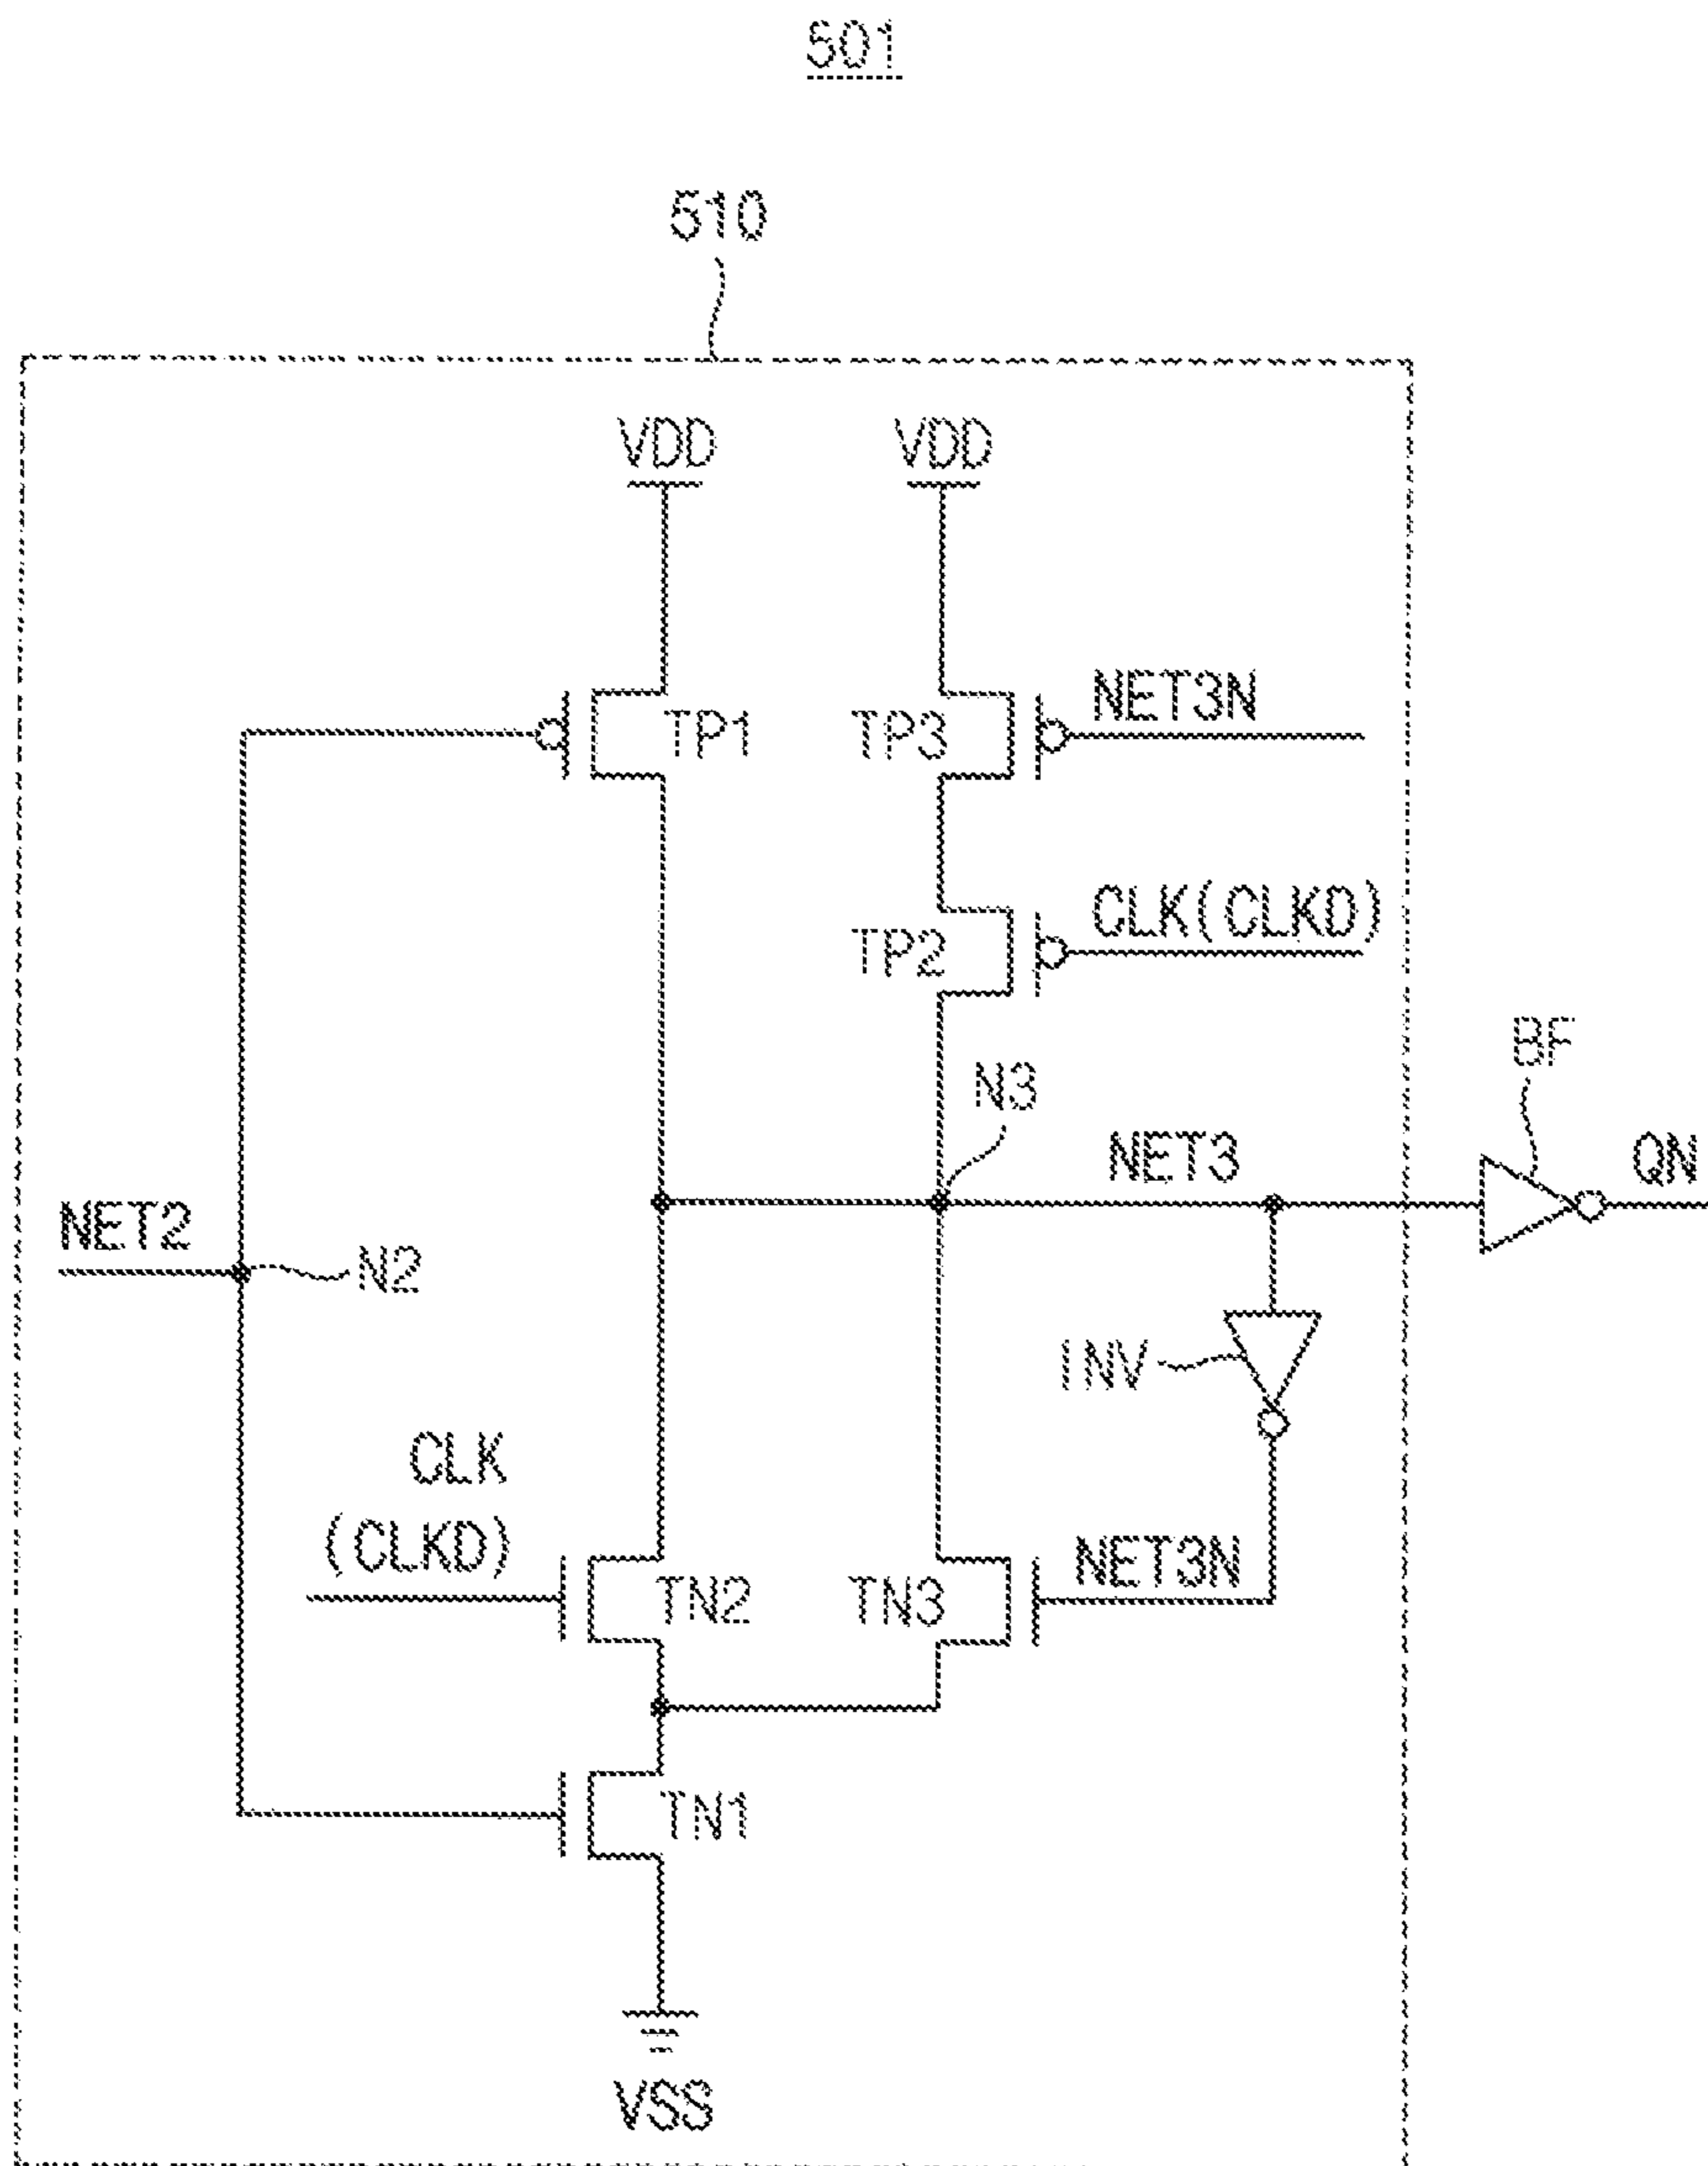 501
510
VDD
VDD
TP1
TP3
NET3N
TP2
CLK(CLKD)
BF
N3
NET3
QN
NET2
N2
INV
CLK
(CLKD)
TN2
TN3
NET3N
TN1
VSS